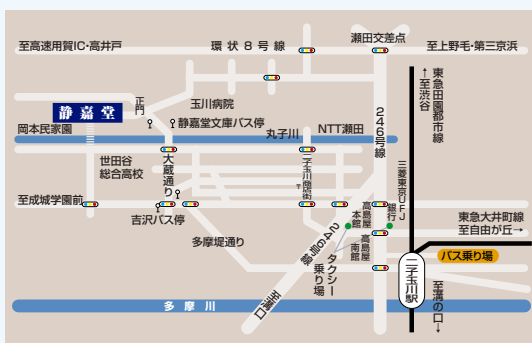 瀬田交差点
至高速用賀IC・高井戸
環状8号線
至上野毛・第三京浜
東急田園都市線
←至渋谷
正門
玉川病院
静嘉堂
静嘉堂文庫バス停
246号線
岡本民家園
丸子川
NTT瀬田
世田谷
総合高校
大蔵通り
二子玉川商店街
三菱東京UFJ
銀行
至成城学園前
吉沢バス停
高島屋
本館
東急大井町線
至自由が丘→
多摩堤通り
246号線
高島屋
南館
タクシー
乗り場
バス乗り場
二子玉川駅
至溝口
至溝の口→
多摩川